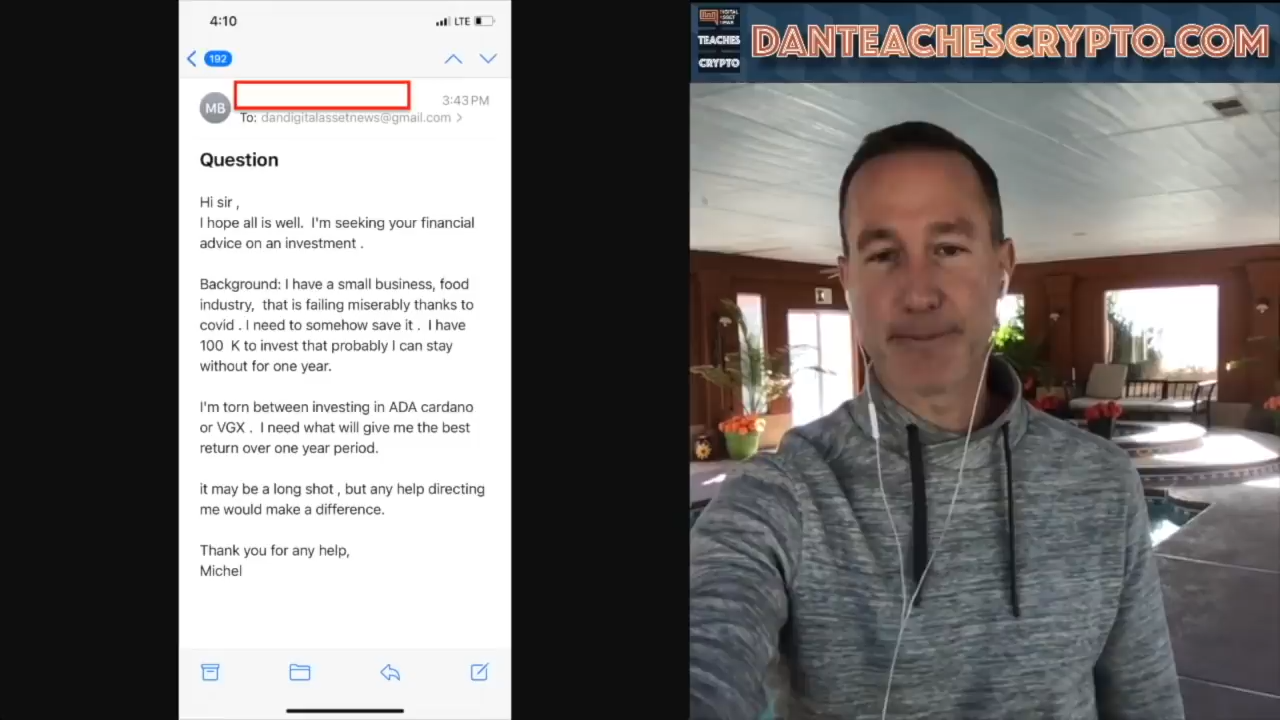 4:10
LTE
192
MB
3:43 PM
To: dandigitalassetnews@gmail.com
Question
Hi sir ,
I hope all is well. I'm seeking your financial
advice on an investment .
Background: I have a small business, food
industry, that is failing miserably thanks to
covid . I need to somehow save it . I have
100 K to invest that probably I can stay
without for one year.
I'm torn between investing in ADA cardano
or VGX . I need what will give me the best
return over one year period.
it may be a long shot , but any help directing
me would make a difference.
Thank you for any help,
Michel
DIGITAL
ASSET
NEWS
TEACHES
CRYPTO
DANTEACHESCRYPTO.COM